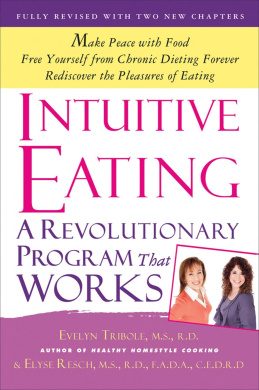 FULLY REVISED WITH TWO NEW CHAPTERS
Make Peace with Food
Free Yourself from Chronic Dieting Forever
Rediscover the Pleasures of Eating
INTUITIVE
EATING
A REVOLUTIONARY
PROGRAM That
WORKS
EVELYN TRIBOLE, M.S., R.D.
AUTHOR OF HEALTHY HOMESTYLE COOKING
& ELYSE RESCH, M.S., R.D., F.A.D.A., C.E.D.R.D